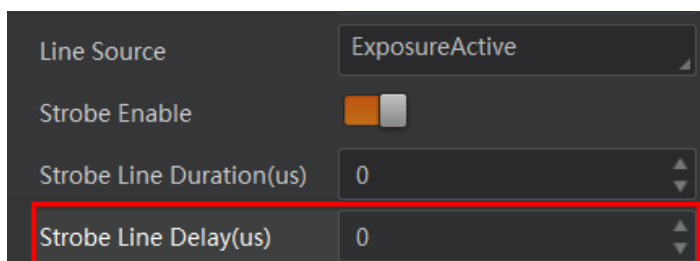 Line Source ExposureActive
Strobe Enable
Strobe Line Duration(us) 0
Strobe Line Delay(us) 0